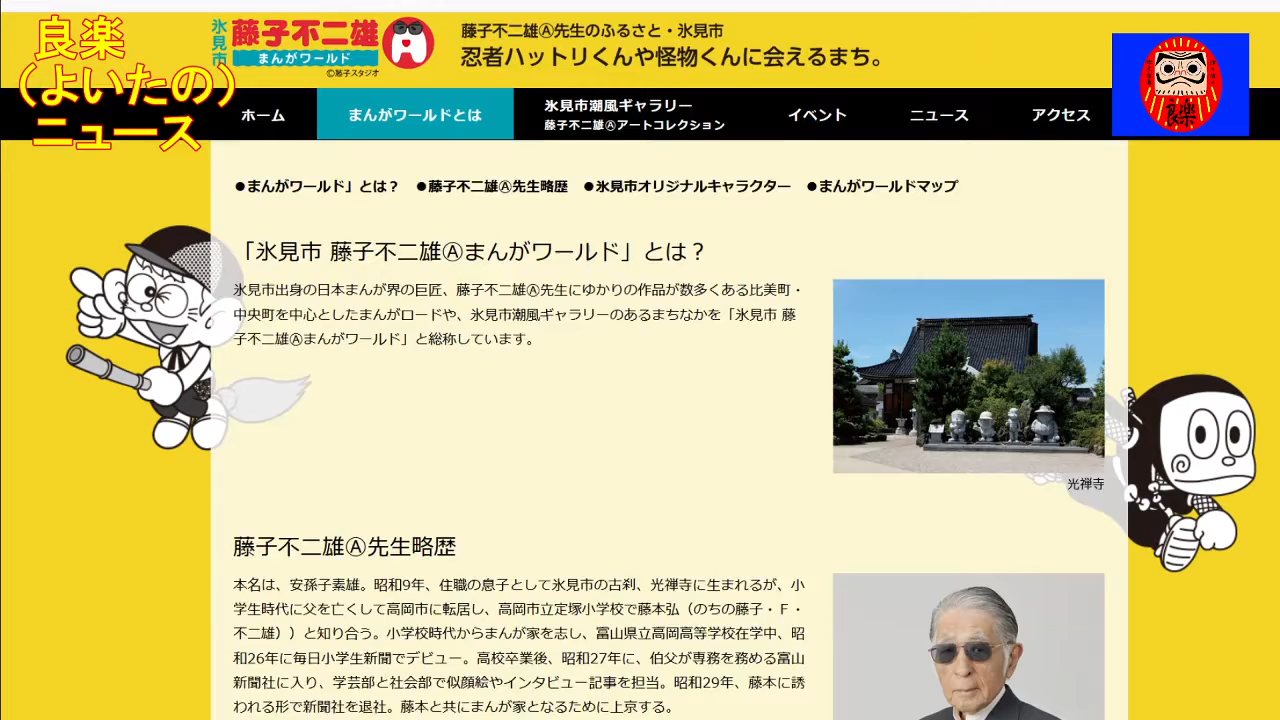 良楽
（よいたの）
ニュース
氷見市
藤子不二雄
まんがワールド
©藤子スタジオ
藤子不二雄Ⓐ先生のふるさと・氷見市
忍者ハットリくんや怪物くんに会えるまち。
良楽
ホーム
まんがワールドとは
氷見市潮風ギャラリー
藤子不二雄Ⓐアートコレクション
イベント
ニュース
アクセス
●まんがワールド」とは？ ●藤子不二雄Ⓐ先生略歴 ●氷見市オリジナルキャラクター ●まんがワールドマップ
「氷見市 藤子不二雄Ⓐまんがワールド」とは？
氷見市出身の日本まんが界の巨匠、藤子不二雄Ⓐ先生にゆかりの作品が数多くある比美町・
中央町を中心としたまんがロードや、氷見市潮風ギャラリーのあるまちなかを「氷見市 藤
子不二雄Ⓐまんがワールド」と総称しています。
光禅寺
藤子不二雄Ⓐ先生略歴
本名は、安孫子素雄。昭和9年、住職の息子として氷見市の古刹、光禅寺に生まれるが、小
学生時代に父を亡くして高岡市に転居し、高岡市立定塚小学校で藤本弘（のちの藤子・Ｆ・
不二雄））と知り合う。小学校時代からまんが家を志し、富山県立高岡高等学校在学中、昭
和26年に毎日小学生新聞でデビュー。高校卒業後、昭和27年に、伯父が専務を務める富山
新聞社に入り、学芸部と社会部で似顔絵やインタビュー記事を担当。昭和29年、藤本に誘
われる形で新聞社を退社。藤本と共にまんが家となるために上京する。